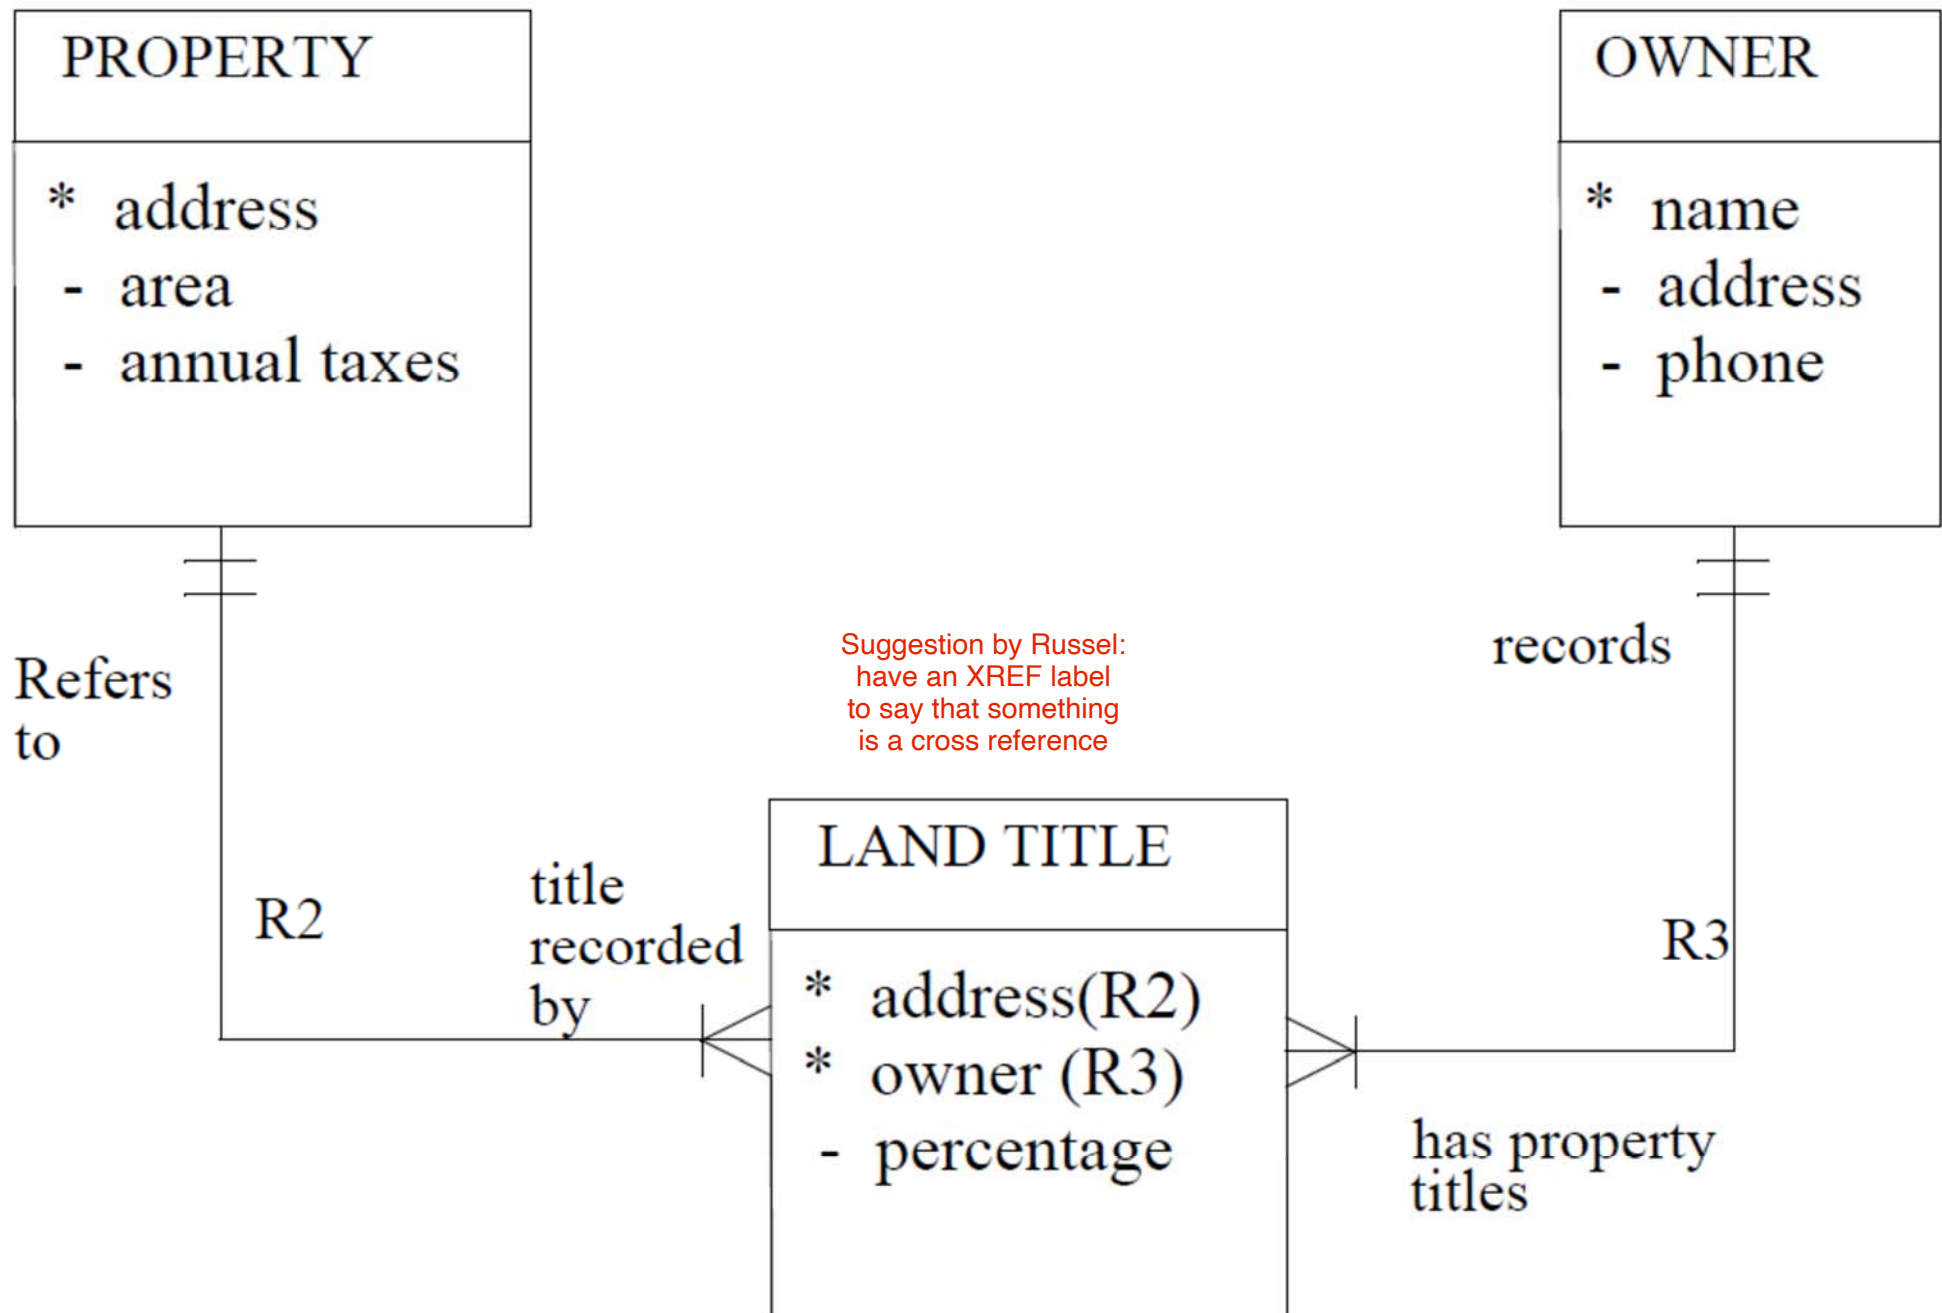 PROPERTY
* address
- area
- annual taxes
OWNER
* name
- address
- phone
Refers
to
R2
title
recorded
by
Suggestion by Russel:
have an XREF label
to say that something
is a cross reference
records
R3
LAND TITLE
* address(R2)
* owner (R3)
- percentage
has property
titles